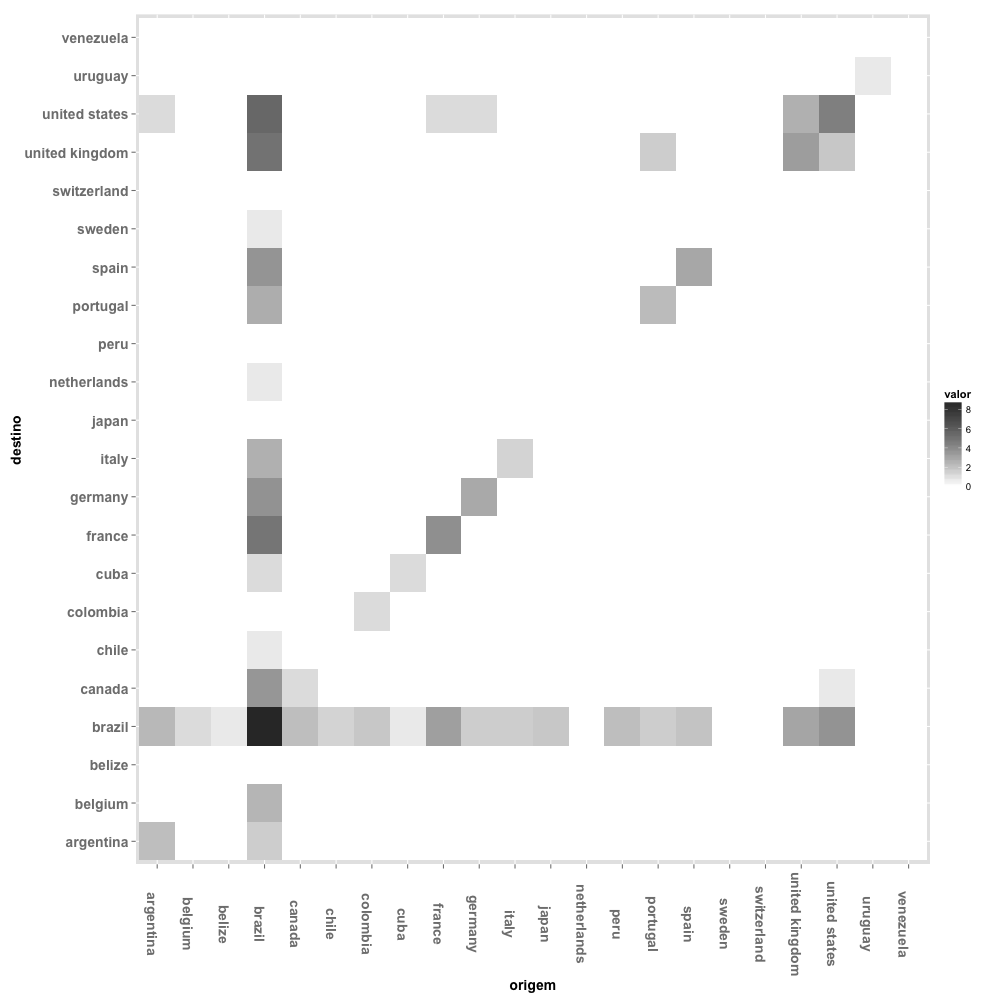 venezuela
uruguay
united states
united kingdom
switzerland
sweden
spain
portugal
peru
netherlands
japan
italy
germany
france
cuba
colombia
chile
canada
brazil
belize
belgium
argentina
destino
argentina
belgium
belize
brazil
canada
chile
colombia
cuba
france
germany
italy
japan
netherlands
peru
portugal
spain
sweden
switzerland
united kingdom
united states
uruguay
venezuela
origem
valor
8
6
4
2
0